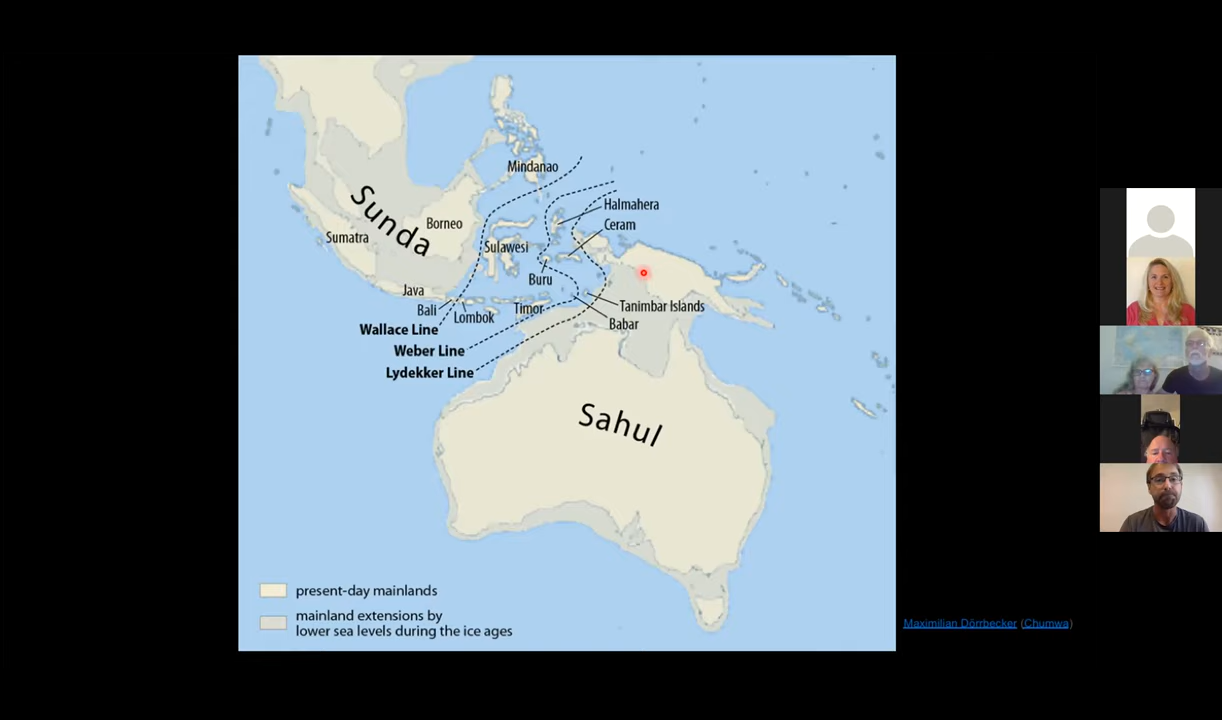 Mindanao
Halmahera
Ceram
Sunda
Borneo
Sumatra
Sulawesi
Buru
Java
Bali
Lombok
Timor
Tanimbar Islands
Babar
Wallace Line
Weber Line
Lydekker Line
Sahul
present-day mainlands
mainland extensions by
lower sea levels during the ice ages
Maximilian Dörrbecker (Chumwa)